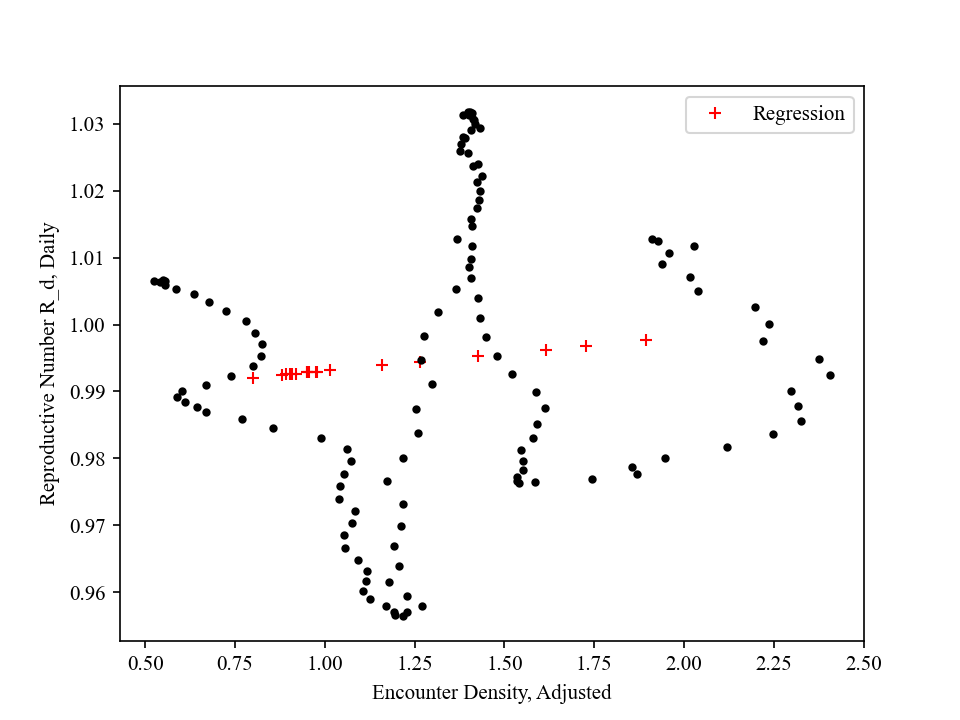 Regression
1.03
1.02
1.01
1.00
0.99
0.98
0.97
0.96
Reproductive Number R_d, Daily
0.50 0.75 1.00 1.25 1.50 1.75 2.00 2.25 2.50
Encounter Density, Adjusted